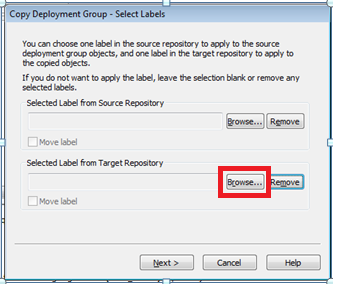 Copy Deployment Group - Select Labels
You can choose one label in the source repository to apply to the source
deployment group objects, and one label in the target repository to apply to
the copied objects.
If you do not want to apply the label, leave the selection blank or remove any
selected labels.
Selected Label from Source Repository
Browse... Remove
Move label
Selected Label from Target Repository
Browse... Remove
Move label
Next > Cancel Help